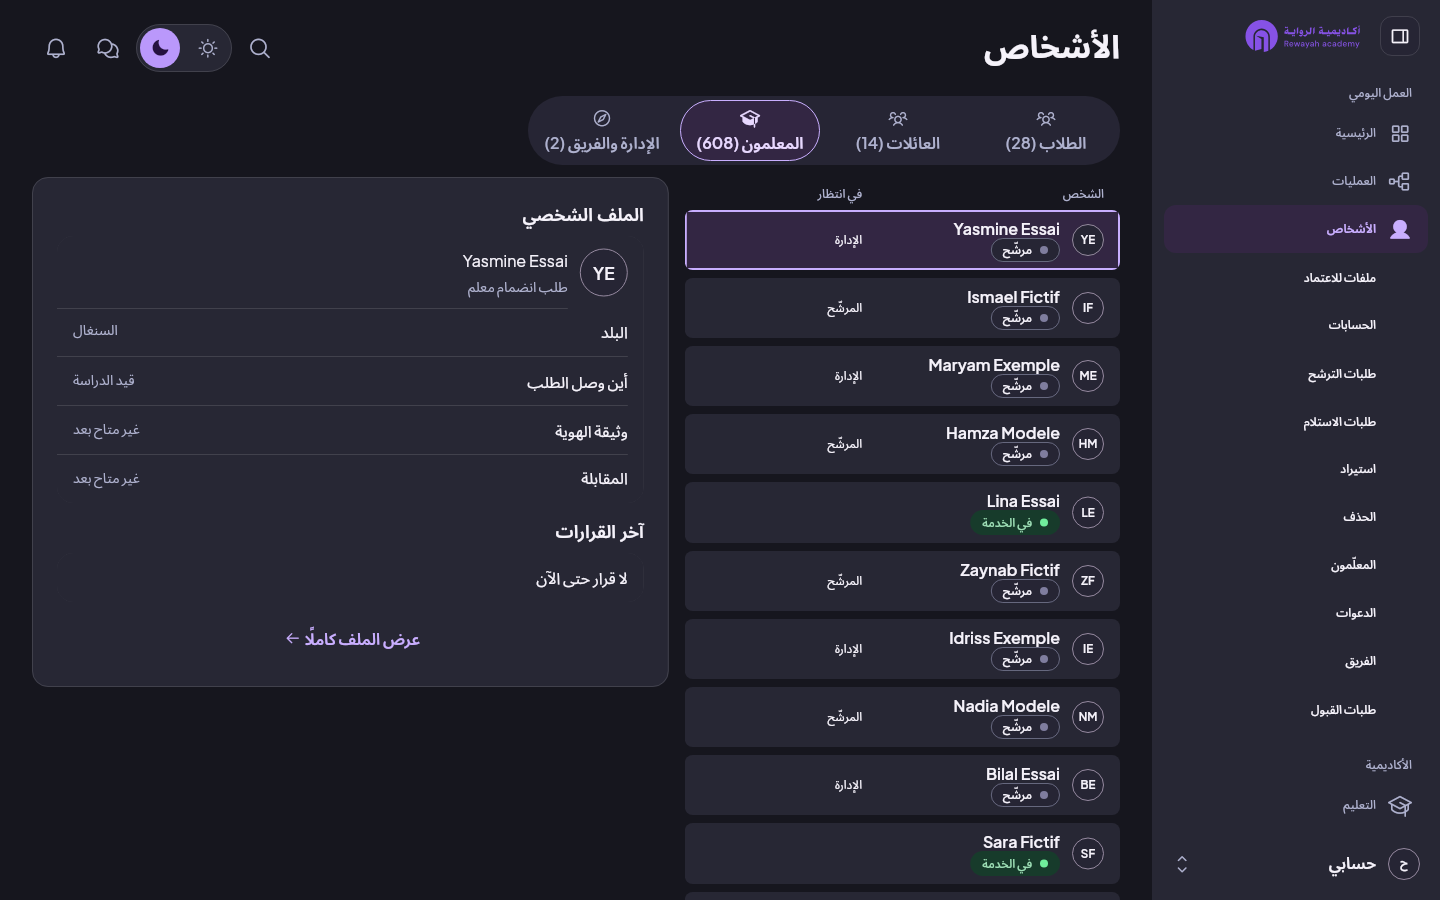 أكاديمية الرواية
Rewayah academy
العمل اليومي
الرئيسية
العمليات
الأشخاص
ملفات للاعتماد
الحسابات
طلبات الترشح
طلبات الاستلام
استيراد
الحذف
المعلّمون
الدعوات
الفريق
طلبات القبول
الأكاديمية
التعليم
ح
حسابي
الأشخاص
الطلاب (28)
العائلات (14)
المعلمون (608)
الإدارة والفريق (2)
الشخص
في انتظار
YE
Yasmine Essai
مرشّح
الإدارة
IF
Ismael Fictif
مرشّح
المرشّح
ME
Maryam Exemple
مرشّح
الإدارة
HM
Hamza Modele
مرشّح
المرشّح
LE
Lina Essai
في الخدمة
ZF
Zaynab Fictif
مرشّح
المرشّح
IE
Idriss Exemple
مرشّح
الإدارة
NM
Nadia Modele
مرشّح
المرشّح
BE
Bilal Essai
مرشّح
الإدارة
SF
Sara Fictif
في الخدمة
الملف الشخصي
YE
Yasmine Essai
طلب انضمام معلم
البلد
السنغال
أين وصل الطلب
قيد الدراسة
وثيقة الهوية
غير متاح بعد
المقابلة
غير متاح بعد
آخر القرارات
لا قرار حتى الآن
عرض الملف كاملًا ←